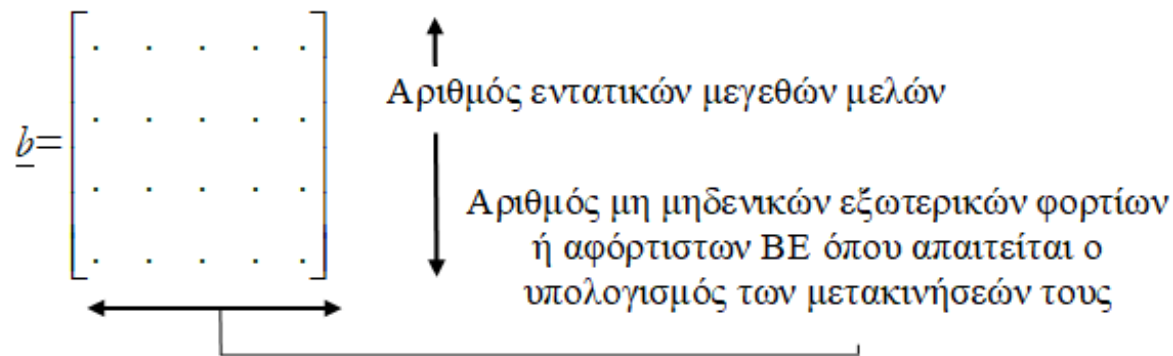 Αριθμός εντατικών μεγεθών μελών
b=
Αριθμός μη μηδενικών εξωτερικών φορτίων
ή αφόρτιστων ΒΕ όπου απαιτείται ο
υπολογισμός των μετακινήσεών τους